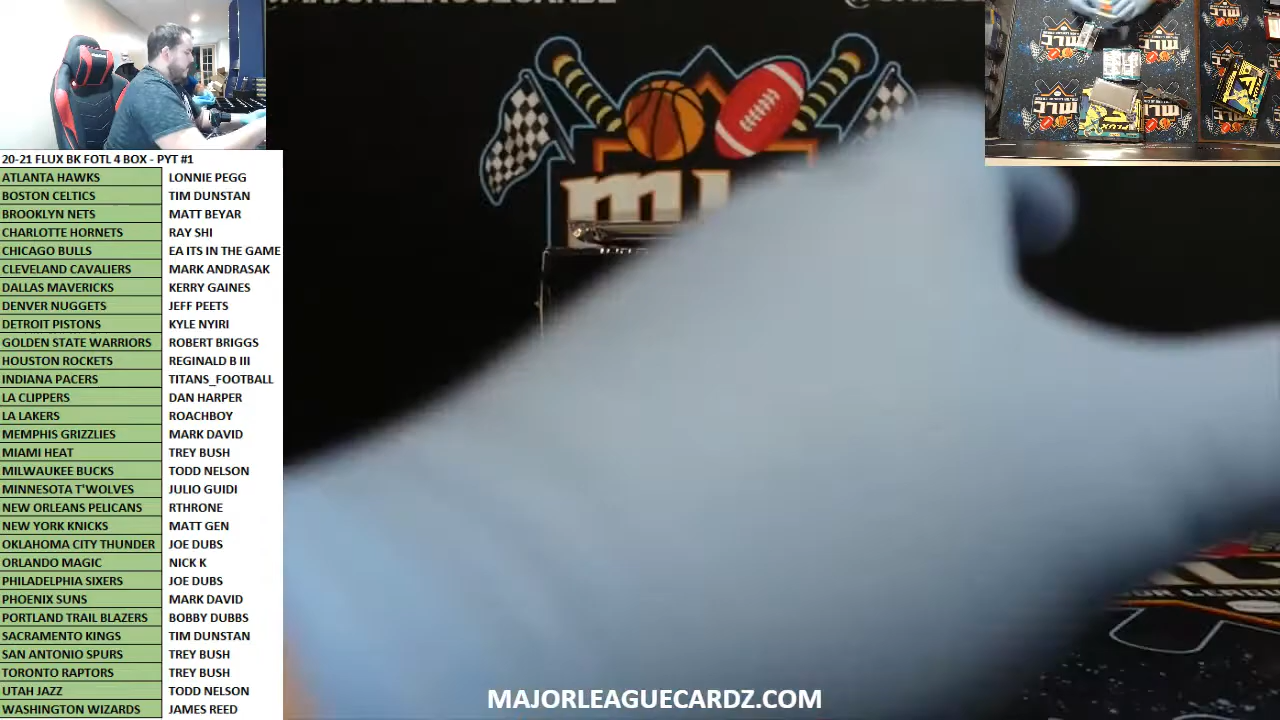 20-21 FLUX BK FOTL 4 BOX - PYT #1
ATLANTA HAWKS LONNIE PEGG
BOSTON CELTICS TIM DUNSTAN
BROOKLYN NETS MATT BEYAR
CHARLOTTE HORNETS RAY SHI
CHICAGO BULLS EA ITS IN THE GAME
CLEVELAND CAVALIERS MARK ANDRASAK
DALLAS MAVERICKS KERRY GAINES
DENVER NUGGETS JEFF PEETS
DETROIT PISTONS KYLE NYIRI
GOLDEN STATE WARRIORS ROBERT BRIGGS
HOUSTON ROCKETS REGINALD B III
INDIANA PACERS TITANS_FOOTBALL
LA CLIPPERS DAN HARPER
LA LAKERS ROACHBOY
MEMPHIS GRIZZLIES MARK DAVID
MIAMI HEAT TREY BUSH
MILWAUKEE BUCKS TODD NELSON
MINNESOTA T'WOLVES JULIO GUIDI
NEW ORLEANS PELICANS RTHRONE
NEW YORK KNICKS MATT GEN
OKLAHOMA CITY THUNDER JOE DUBS
ORLANDO MAGIC NICK K
PHILADELPHIA SIXERS JOE DUBS
PHOENIX SUNS MARK DAVID
PORTLAND TRAIL BLAZERS BOBBY DUBBS
SACRAMENTO KINGS TIM DUNSTAN
SAN ANTONIO SPURS TREY BUSH
TORONTO RAPTORS TREY BUSH
UTAH JAZZ TODD NELSON
WASHINGTON WIZARDS JAMES REED
MAJORLEAGUECARDZ.COM